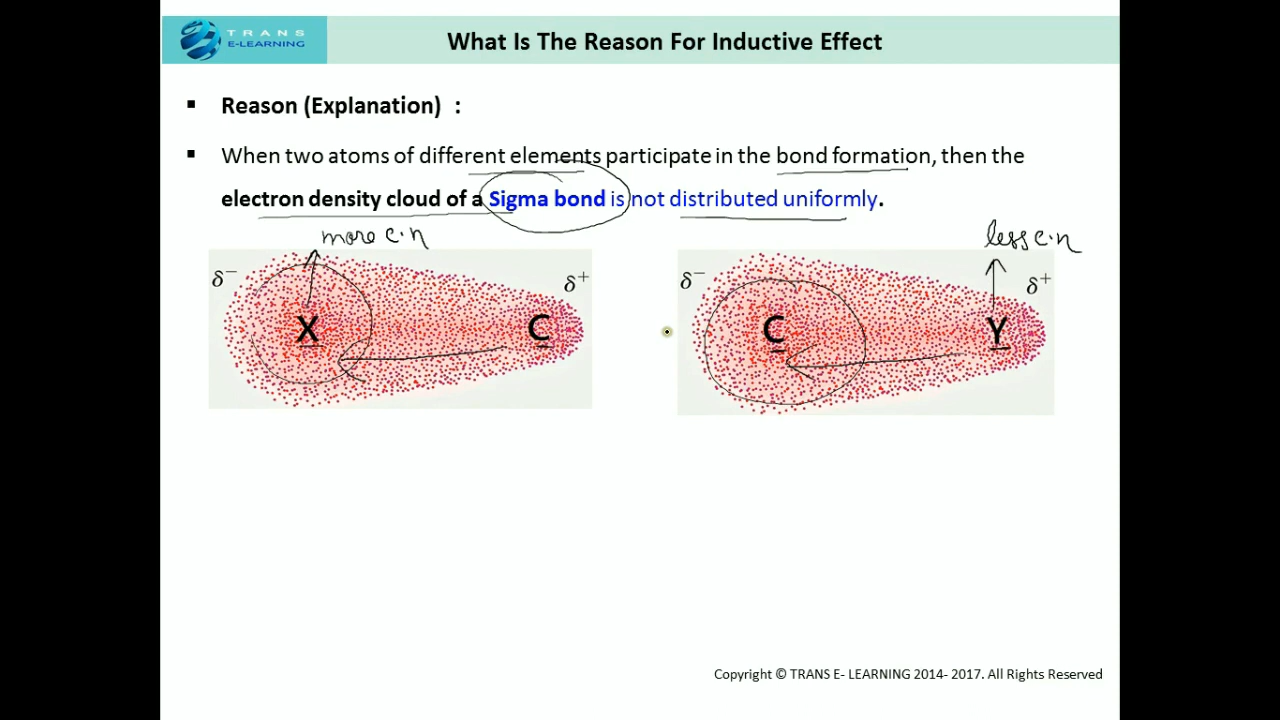 TRANS
E-LEARNING
What Is The Reason For Inductive Effect
▪ Reason (Explanation) :
▪ When two atoms of different elements participate in the bond formation, then the
electron density cloud of a Sigma bond is not distributed uniformly.
more e.n
less e.n
δ− δ+
X C
δ− δ+
C Y
Copyright © TRANS E- LEARNING 2014- 2017. All Rights Reserved